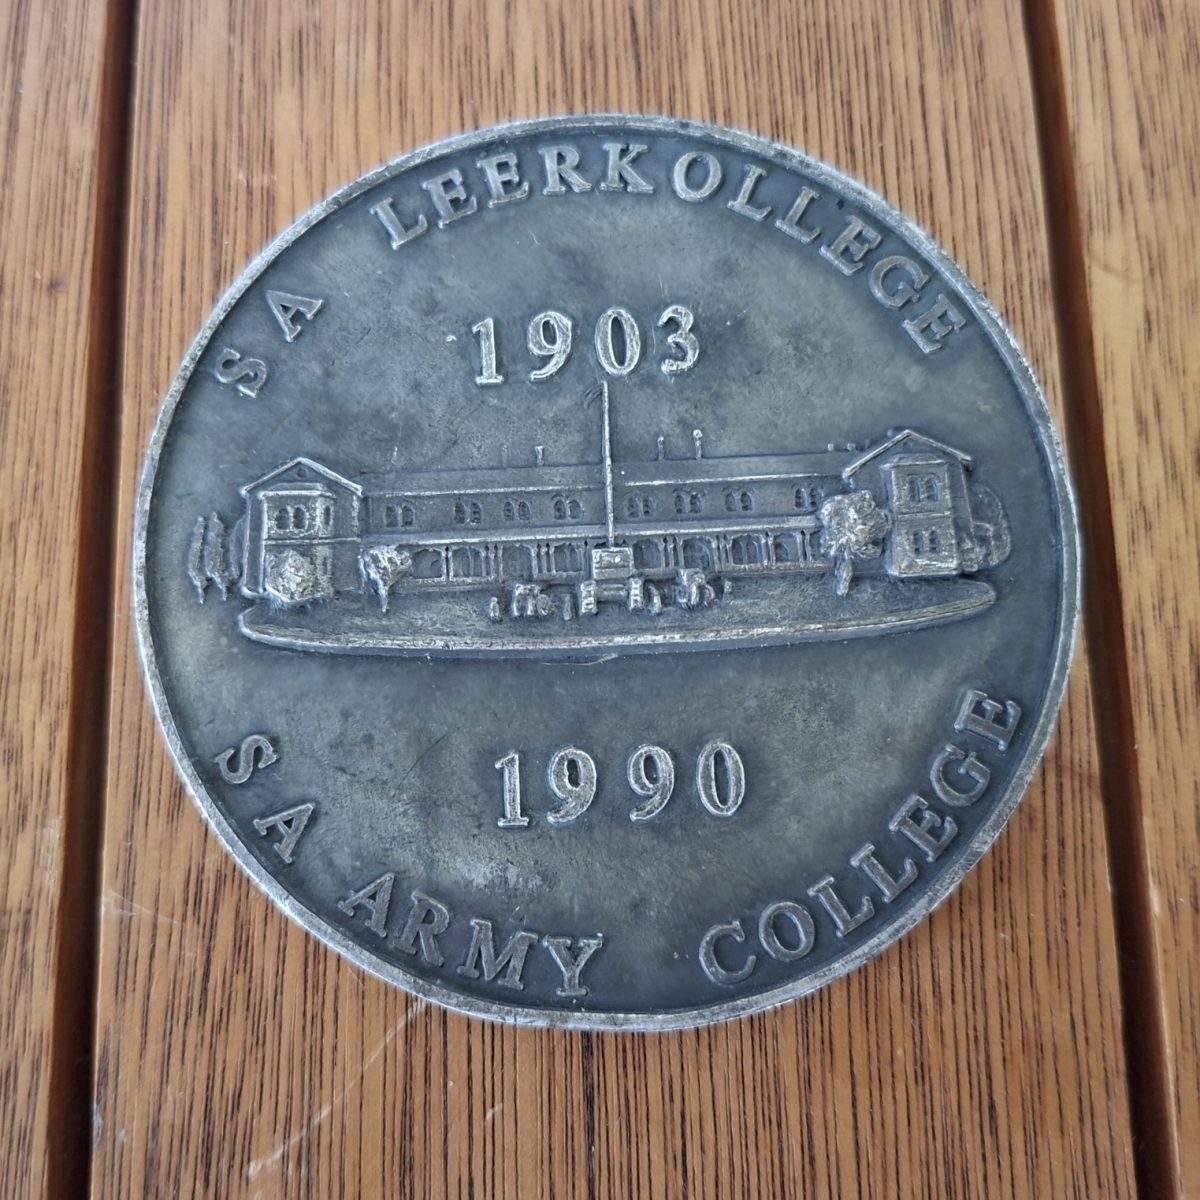 SA LEERKOLLEGE
1903
1990
SA ARMY COLLEGE